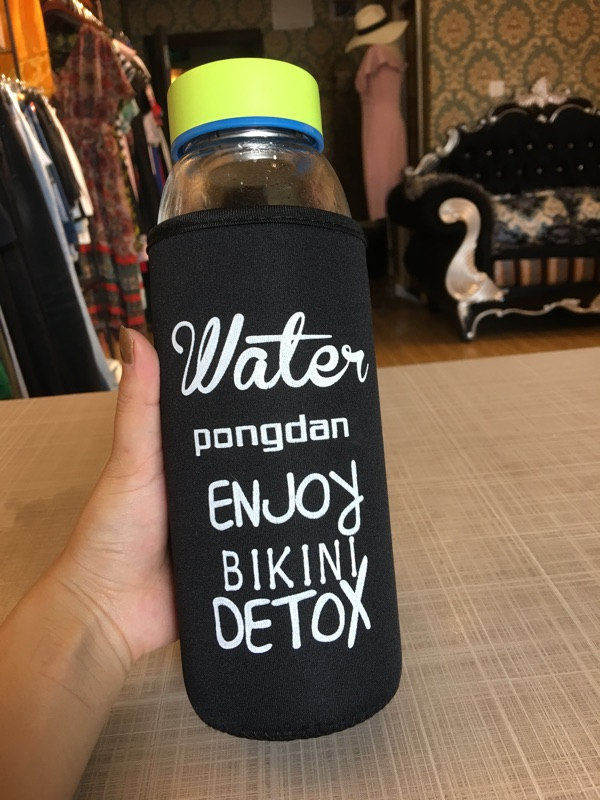 Water
pongdan
ENJOY
BIKINI
DETOX